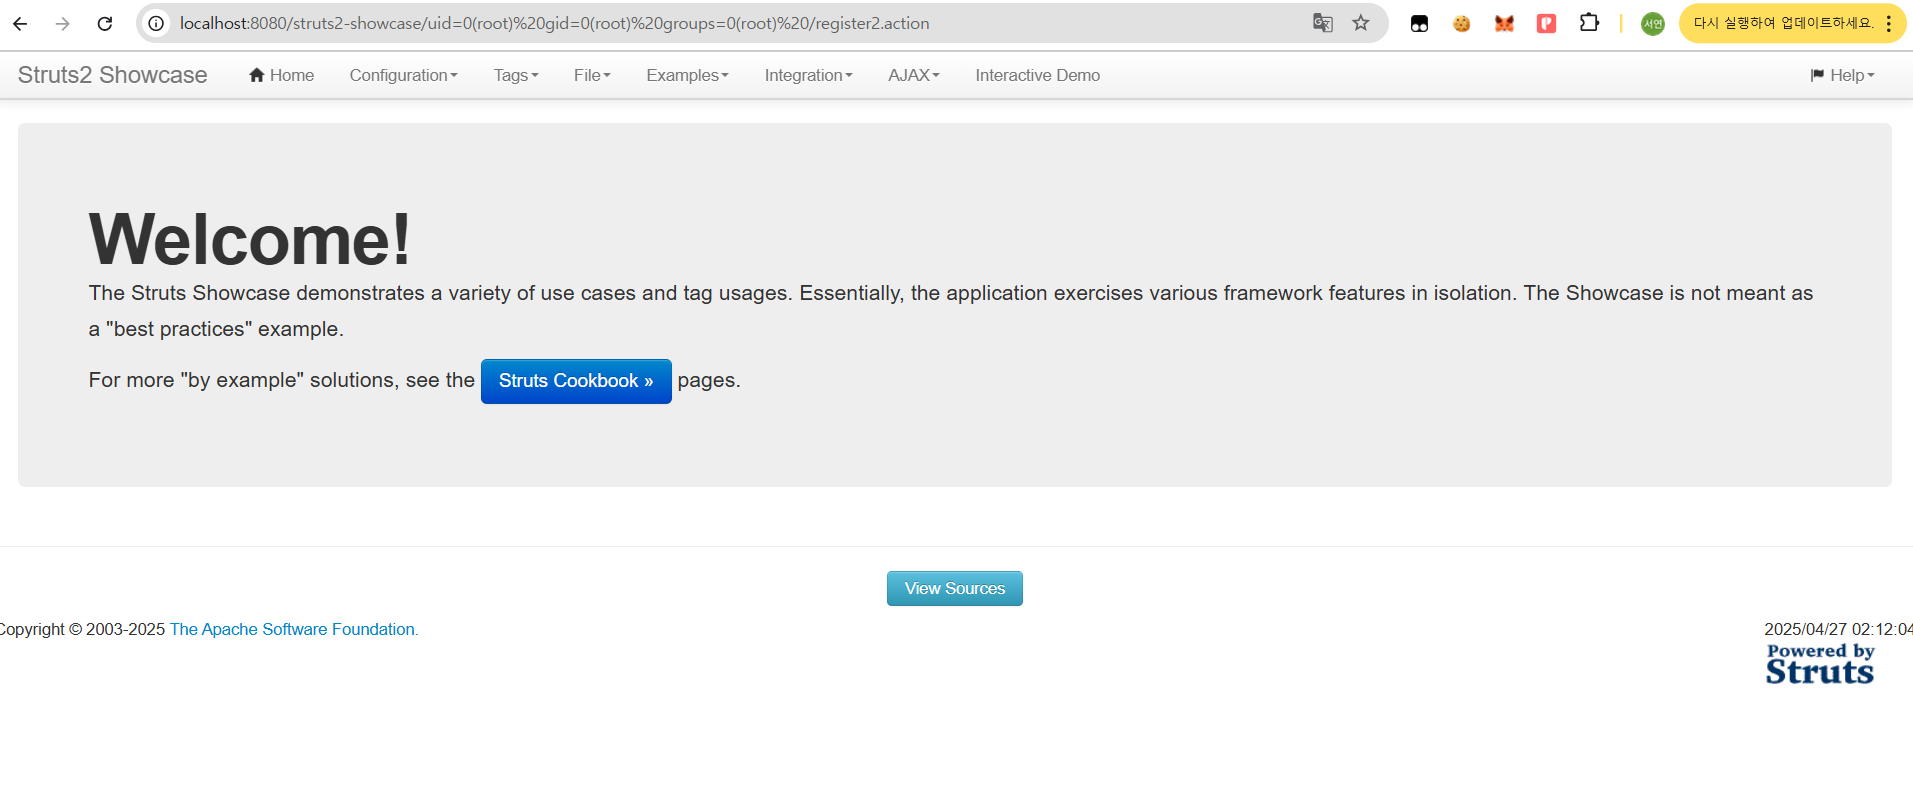 localhost:8080/struts2-showcase/uid=0(root)%20gid=0(root)%20groups=0(root)%20/register2.action
서연
다시 실행하여 업데이트하세요.
Struts2 Showcase Home Configuration Tags File Examples Integration AJAX Interactive Demo Help
Welcome!
The Struts Showcase demonstrates a variety of use cases and tag usages. Essentially, the application exercises various framework features in isolation. The Showcase is not meant as
a "best practices" example.
For more "by example" solutions, see the Struts Cookbook » pages.
View Sources
Copyright © 2003-2025 The Apache Software Foundation.
2025/04/27 02:12:04
Powered by
Struts